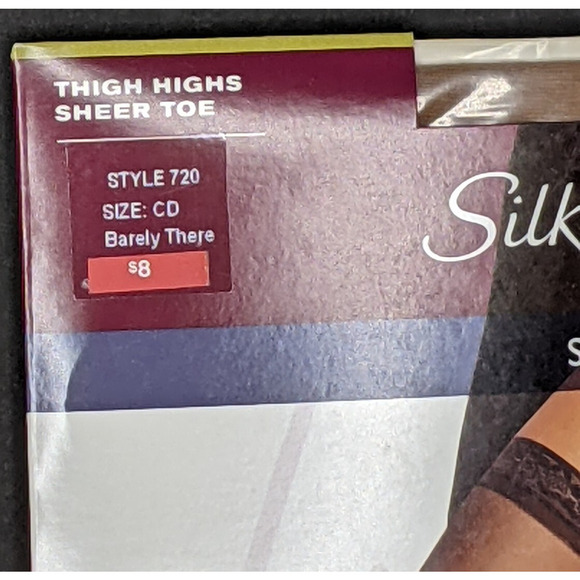 THIGH HIGHS
SHEER TOE
STYLE 720
SIZE: CD
Barely There
$8
Silk
S